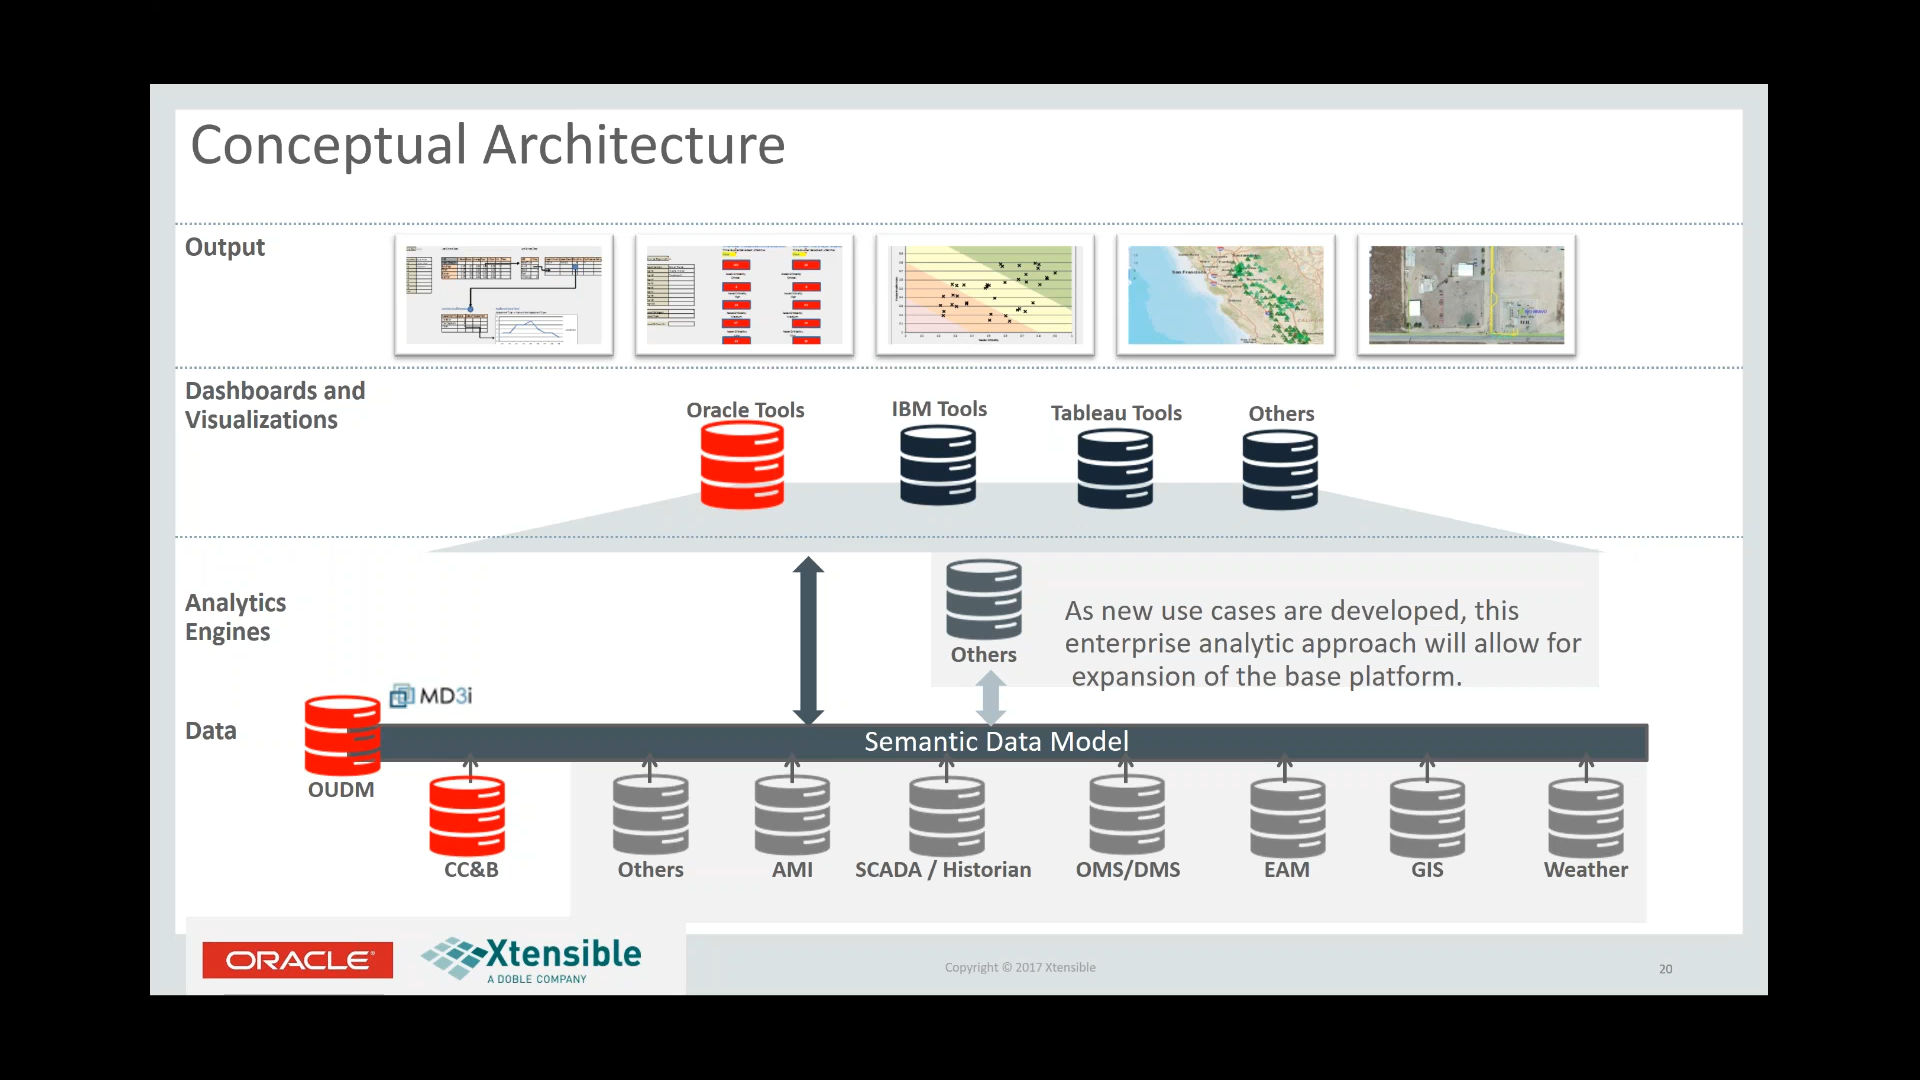 Conceptual Architecture
Output
Dashboards and
Visualizations
Oracle Tools
IBM Tools
Tableau Tools
Others
Analytics
Engines
Others
As new use cases are developed, this
enterprise analytic approach will allow for
expansion of the base platform.
MD3i
Data
Semantic Data Model
OUDM
CC&B
Others
AMI
SCADA / Historian
OMS/DMS
EAM
GIS
Weather
ORACLE
Xtensible
A DOBLE COMPANY
Copyright © 2017 Xtensible
20